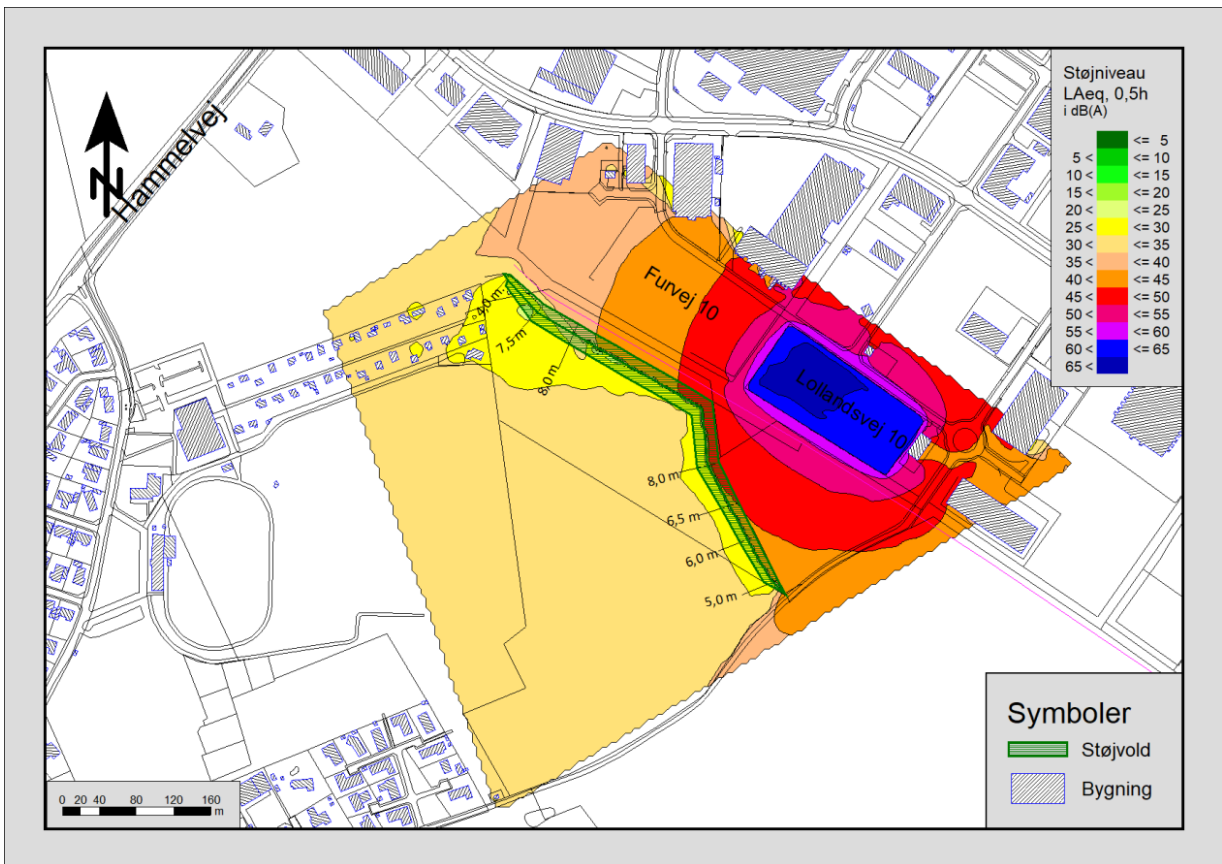 Støjniveau
LAeq, 0,5h
i dB(A)
<= 5
5 < <= 10
10 < <= 15
15 < <= 20
20 < <= 25
25 < <= 30
30 < <= 35
35 < <= 40
40 < <= 45
45 < <= 50
50 < <= 55
55 < <= 60
60 < <= 65
65 <
N
Hammelvej
Furvej 10
Lollandsvej 10
4,0 m.
7,5 m
8,0 m
8,0 m
6,5 m
6,0 m
5,0 m
Symboler
Støjvold
Bygning
0 20 40 80 120 160
m